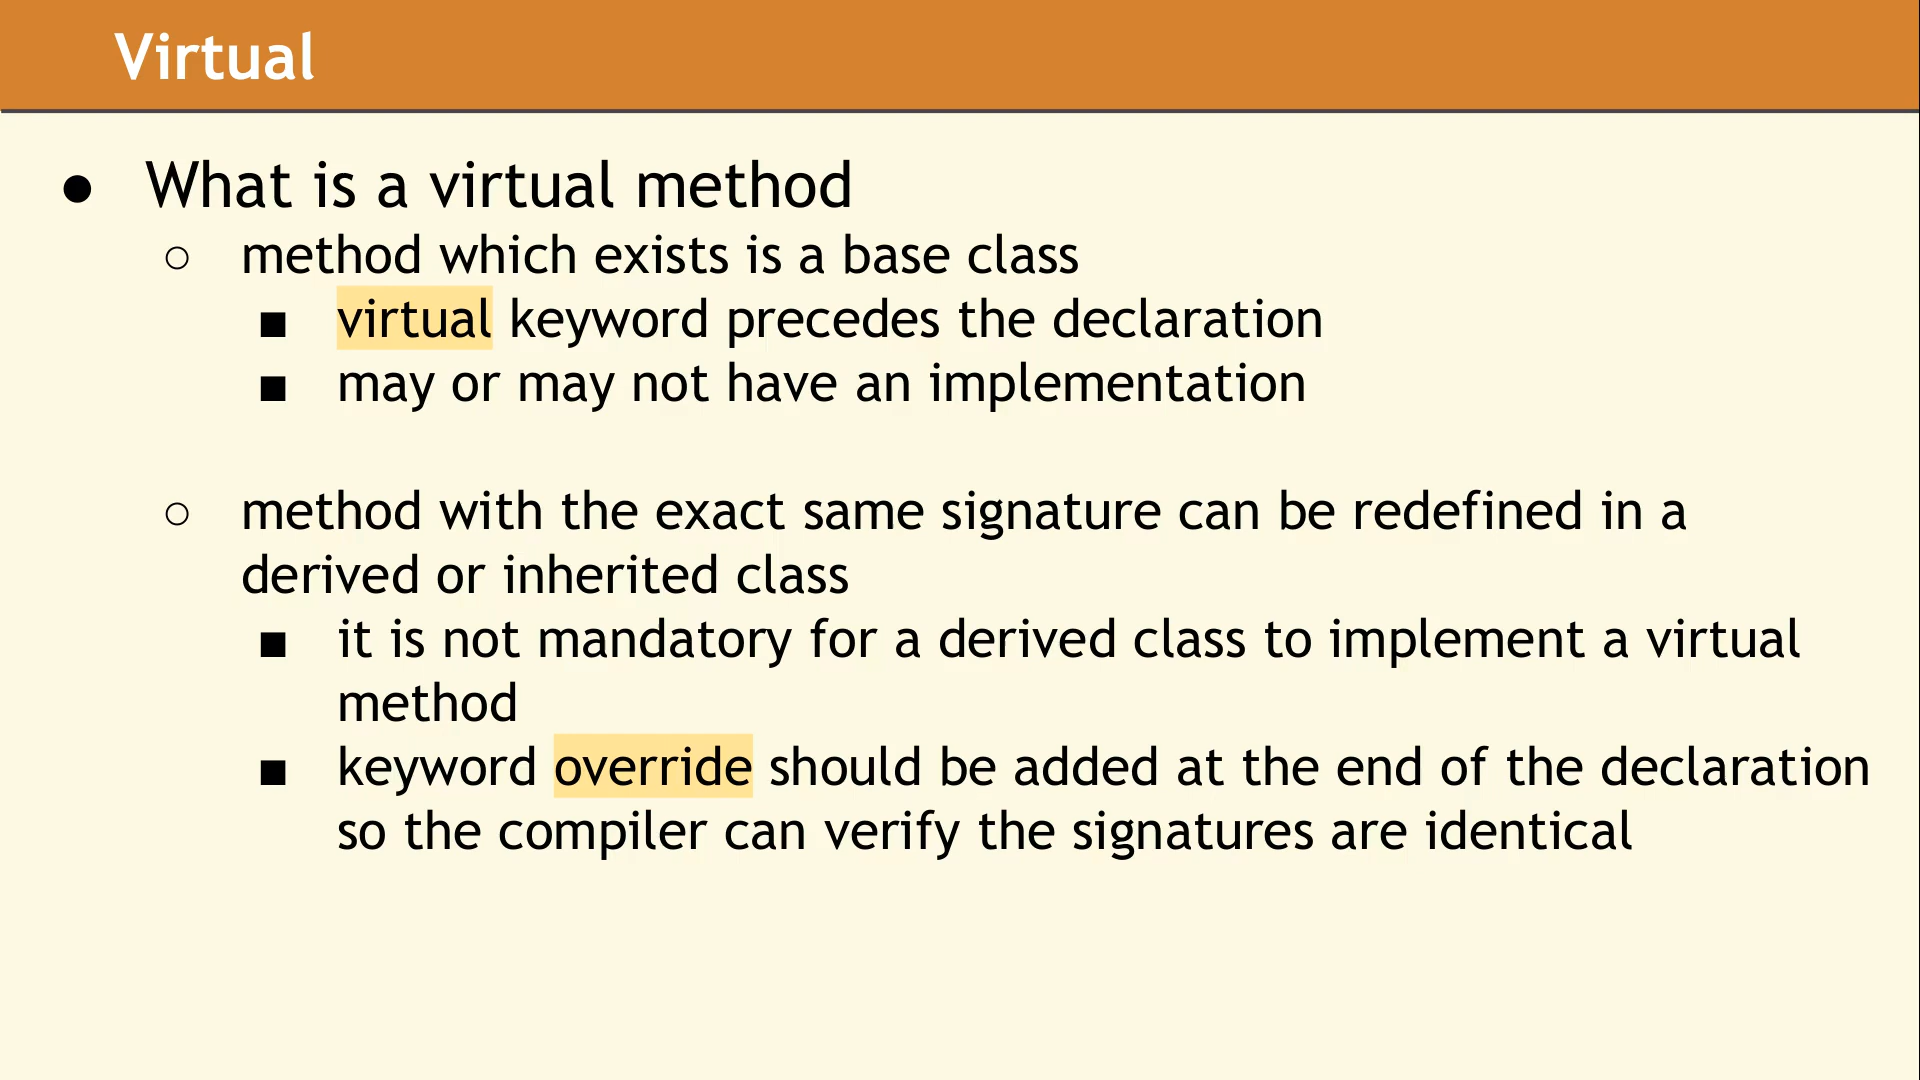 Virtual
● What is a virtual method
○ method which exists is a base class
■ virtual keyword precedes the declaration
■ may or may not have an implementation
○ method with the exact same signature can be redefined in a
derived or inherited class
■ it is not mandatory for a derived class to implement a virtual
method
■ keyword override should be added at the end of the declaration
so the compiler can verify the signatures are identical